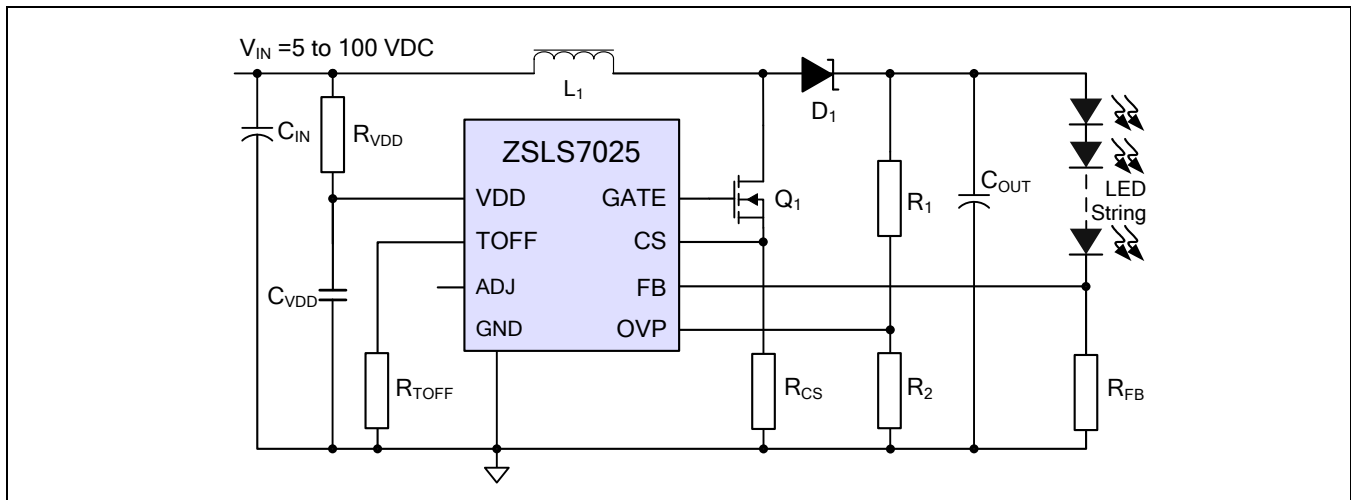 V_IN =5 to 100 VDC
L_1
D_1
C_IN
R_VDD
ZSLS7025
VDD
GATE
Q_1
R_1
C_OUT
LED
String
TOFF
CS
C_VDD
ADJ
FB
GND
OVP
R_TOFF
R_CS
R_2
R_FB